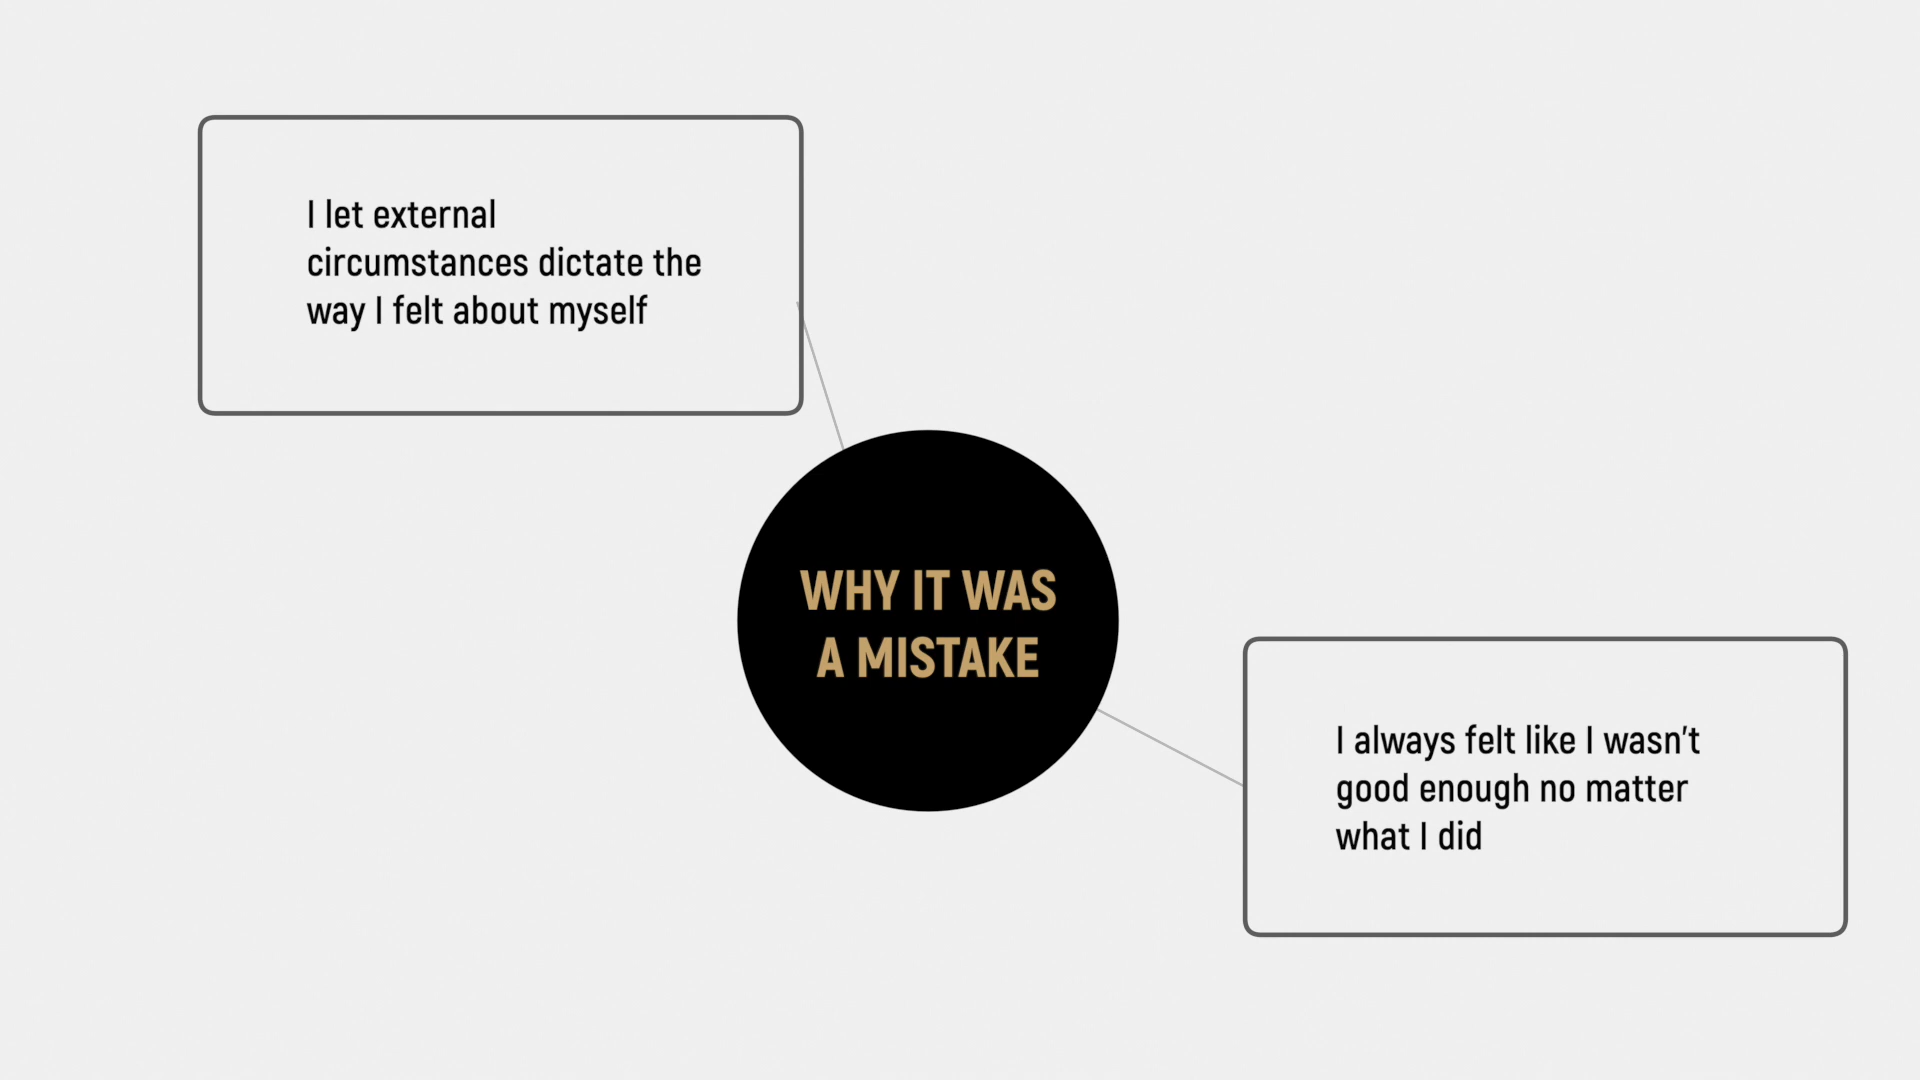 I let external
circumstances dictate the
way I felt about myself
WHY IT WAS
A MISTAKE
I always felt like I wasn’t
good enough no matter
what I did